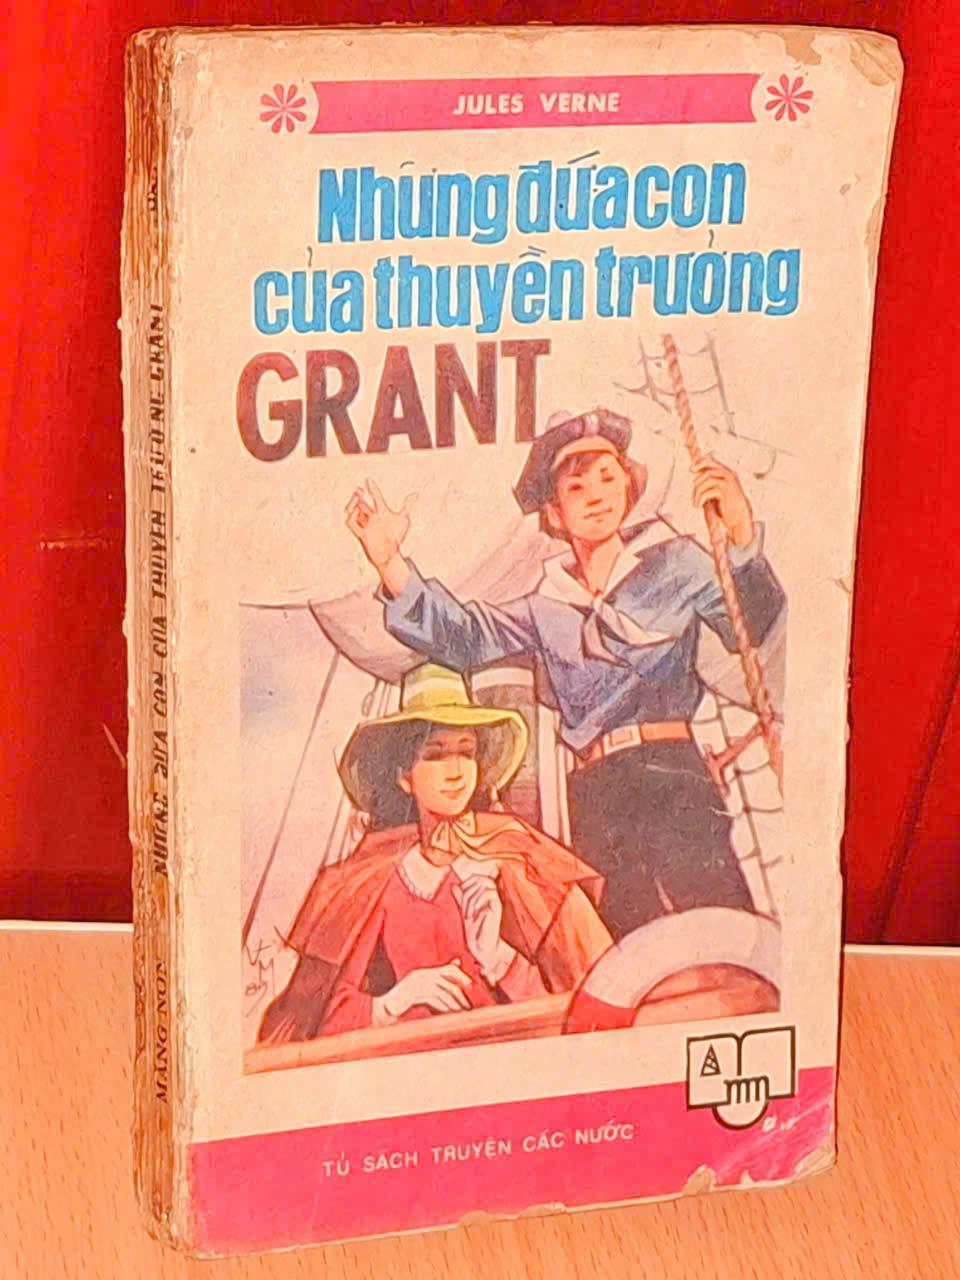 JULES VERNE
Những đứa con
của thuyền trưởng
GRANT
TỦ SÁCH TRUYỆN CÁC NƯỚC
NHỮNG ĐỨA CON CỦA THUYỀN TRƯỞNG GRANT
MĂNG NON